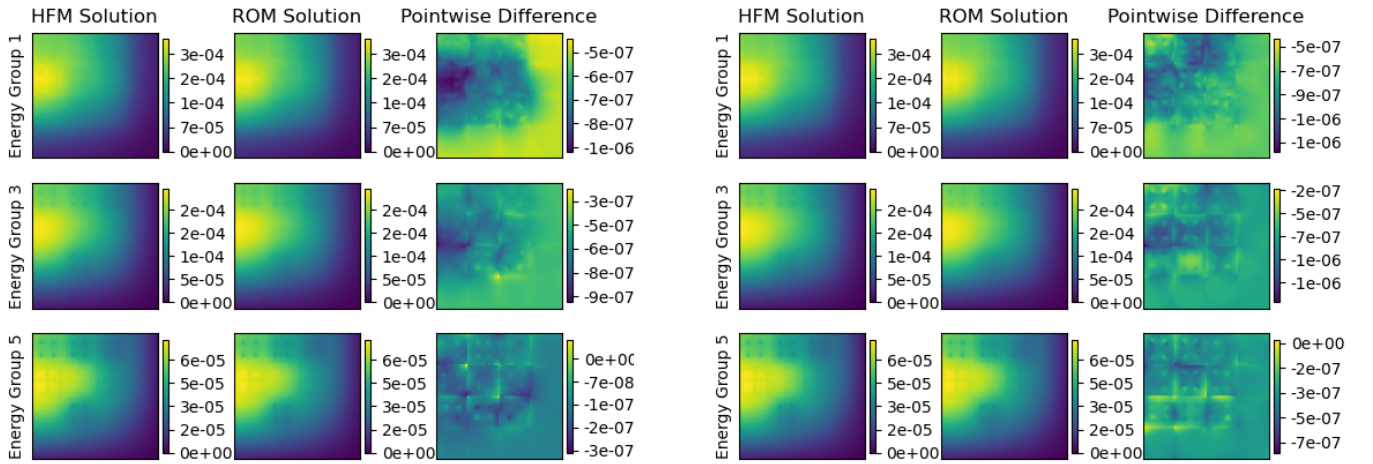 HFM Solution ROM Solution Pointwise Difference
Energy Group 1
3e-04
2e-04
1e-04
7e-05
0e+00
3e-04
2e-04
1e-04
7e-05
0e+00
-5e-07
-6e-07
-7e-07
-8e-07
-1e-06
Energy Group 3
2e-04
2e-04
1e-04
5e-05
0e+00
2e-04
2e-04
1e-04
5e-05
0e+00
-3e-07
-5e-07
-6e-07
-8e-07
-9e-07
Energy Group 5
6e-05
5e-05
3e-05
2e-05
0e+00
6e-05
5e-05
3e-05
2e-05
0e+00
0e+00
-7e-08
-1e-07
-2e-07
-3e-07
HFM Solution ROM Solution Pointwise Difference
Energy Group 1
3e-04
2e-04
1e-04
7e-05
0e+00
3e-04
2e-04
1e-04
7e-05
0e+00
-5e-07
-7e-07
-9e-07
-1e-06
-1e-06
Energy Group 3
2e-04
2e-04
1e-04
5e-05
0e+00
2e-04
2e-04
1e-04
5e-05
0e+00
-2e-07
-5e-07
-7e-07
-1e-06
-1e-06
Energy Group 5
6e-05
5e-05
3e-05
2e-05
0e+00
6e-05
5e-05
3e-05
2e-05
0e+00
0e+00
-2e-07
-3e-07
-5e-07
-7e-07